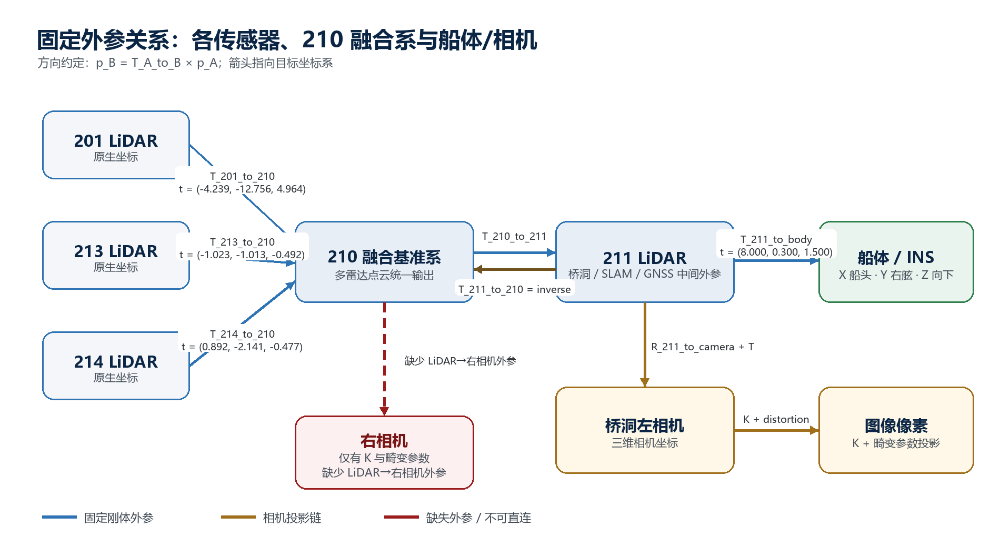 固定外参关系：各传感器、210 融合系与船体/相机
方向约定：p_B = T_A_to_B × p_A；箭头指向目标坐标系
201 LiDAR
原生坐标
T_201_to_210
t = (-4.239, -12.756, 4.964)
213 LiDAR
原生坐标
T_213_to_210
t = (-1.023, -1.013, -0.492)
214 LiDAR
原生坐标
T_214_to_210
t = (0.892, -2.141, -0.477)
210 融合基准系
多雷达点云统一输出
T_210_to_211
T_211_to_210 = inverse
211 LiDAR
桥洞 / SLAM / GNSS 中间外参
T_211_to_body
t = (8.000, 0.300, 1.500)
船体 / INS
X 船头 · Y 右舷 · Z 向下
缺少 LiDAR→右相机外参
R_211_to_camera + T
右相机
仅有 K 与畸变参数
缺少 LiDAR→右相机外参
桥洞左相机
三维相机坐标
K + distortion
图像像素
K + 畸变参数投影
固定刚体外参
相机投影链
缺失外参 / 不可直连